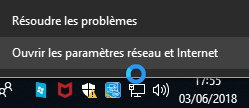 Résoudre les problèmes
Ouvrir les paramètres réseau et Internet
17:55
03/06/2018